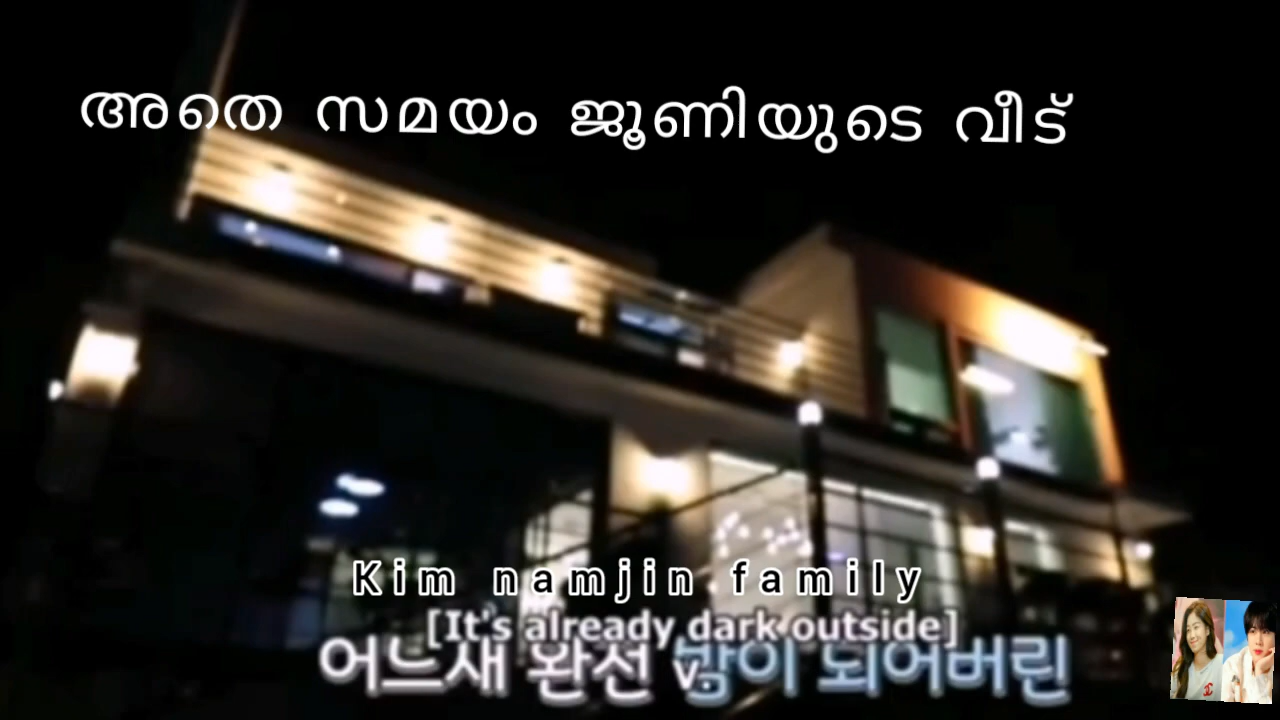 അതെ സമയം ജൂണിയുടെ വീട്
Kim namjin family
[It's already dark outside]
어느새 완전 밤이 되어버린
v.